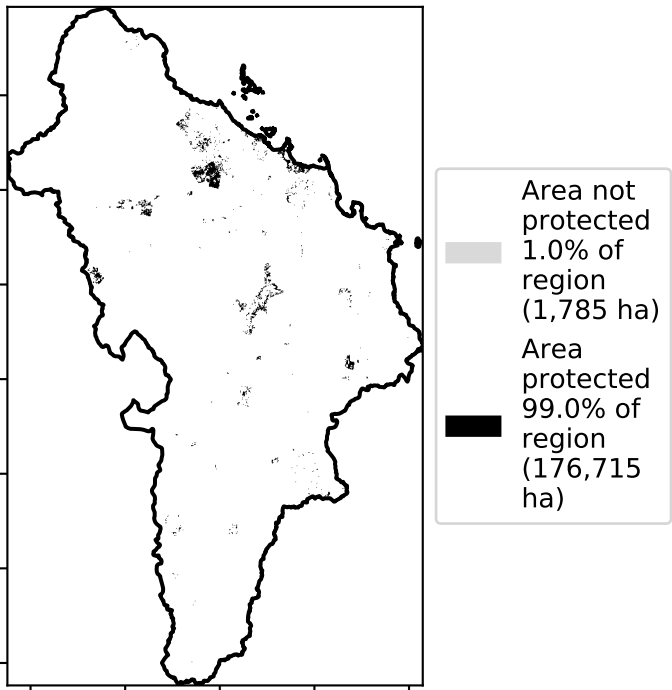 Area not
protected
1.0% of
region
(1,785 ha)
Area
protected
99.0% of
region
(176,715
ha)